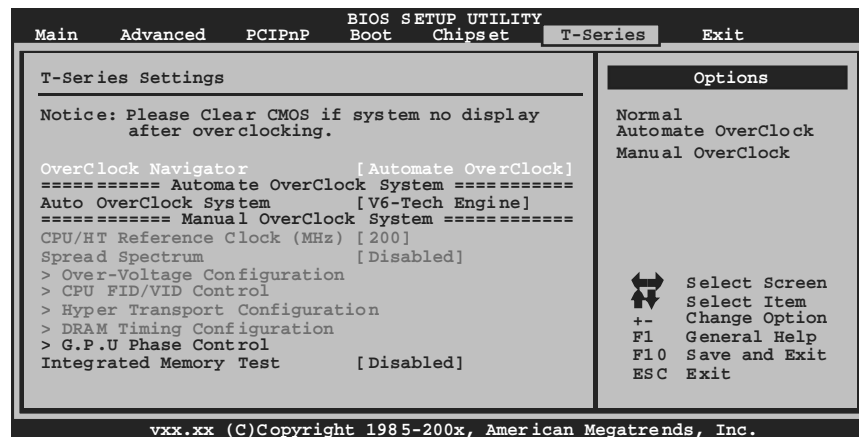 BIOS SETUP UTILITY
Main Advanced PCIPnP Boot Chipset T-Series Exit
T-Series Settings
Notice: Please Clear CMOS if system no display
after overclocking.
OverClock Navigator [Automate OverClock]
=========== Automate OverClock System ===========
Auto OverClock System [V6-Tech Engine]
============ Manual OverClock System ============
CPU/HT Reference Clock (MHz) [200]
Spread Spectrum [Disabled]
> Over-Voltage Configuration
> CPU FID/VID Control
> Hyper Transport Configuration
> DRAM Timing Configuration
> G.P.U Phase Control
Integrated Memory Test [Disabled]
Options
Normal
Automate OverClock
Manual OverClock
Select Screen
Select Item
+- Change Option
F1 General Help
F10 Save and Exit
ESC Exit
vxx.xx (C)Copyright 1985-200x, American Megatrends, Inc.